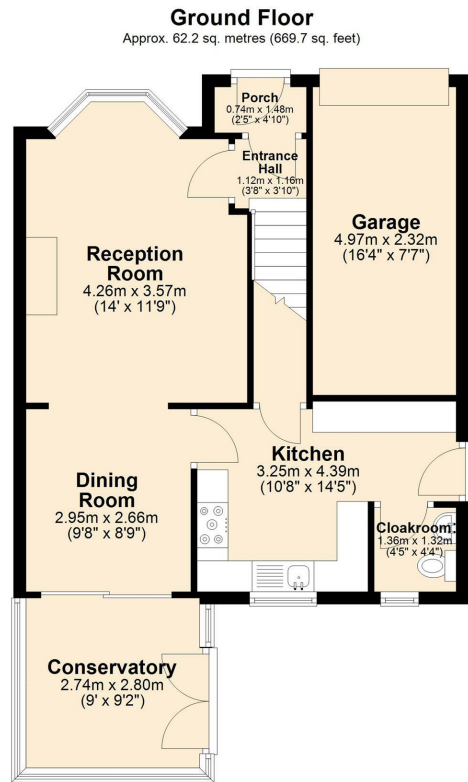 Ground Floor
Approx. 62.2 sq. metres (669.7 sq. feet)
Porch
0.74m x 1.48m
(2'5" x 4'10")
Entrance
Hall
1.12m x 1.16m
(3'8" x 3'10")
Garage
4.97m x 2.32m
(16'4" x 7'7")
Reception
Room
4.26m x 3.57m
(14' x 11'9")
Kitchen
3.25m x 4.39m
(10'8" x 14'5")
Dining
Room
2.95m x 2.66m
(9'8" x 8'9")
Cloakroom
1.36m x 1.32m
(4'5" x 4'4")
Conservatory
2.74m x 2.80m
(9' x 9'2")